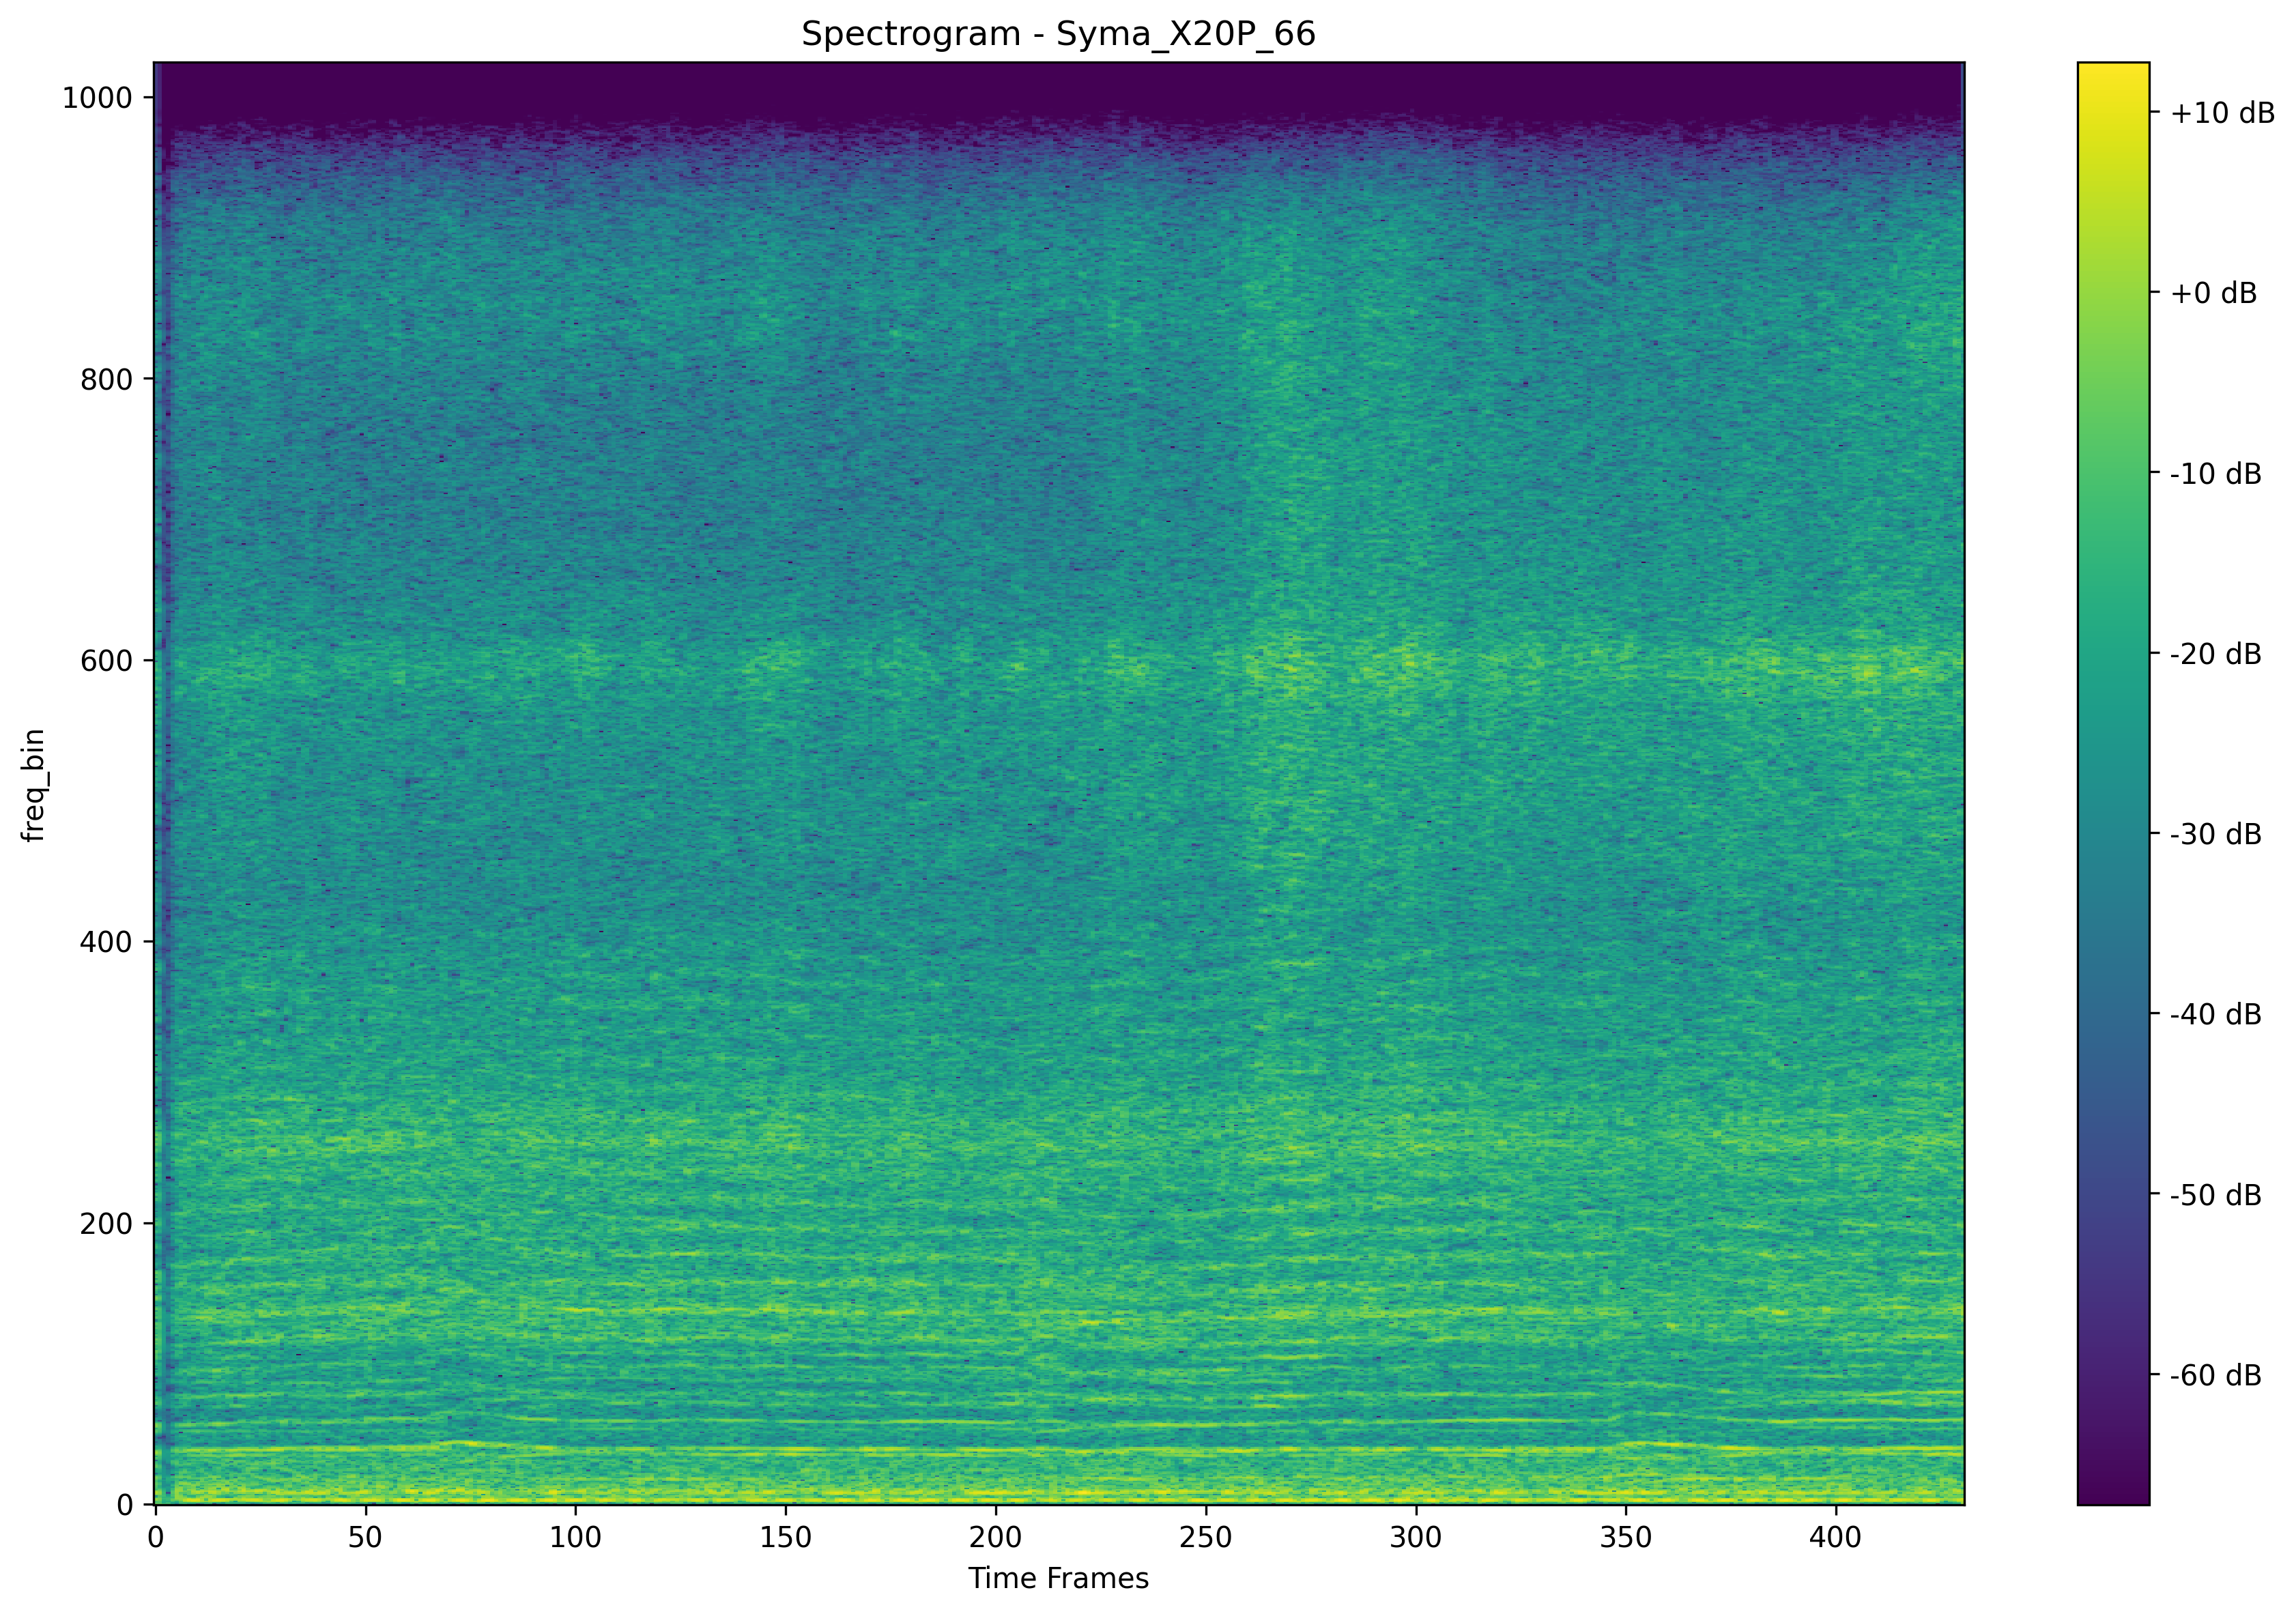 Spectrogram - Syma_X20P_66
1000
800
600
400
200
0
freq_bin
0 50 100 150 200 250 300 350 400
Time Frames
+10 dB
+0 dB
-10 dB
-20 dB
-30 dB
-40 dB
-50 dB
-60 dB